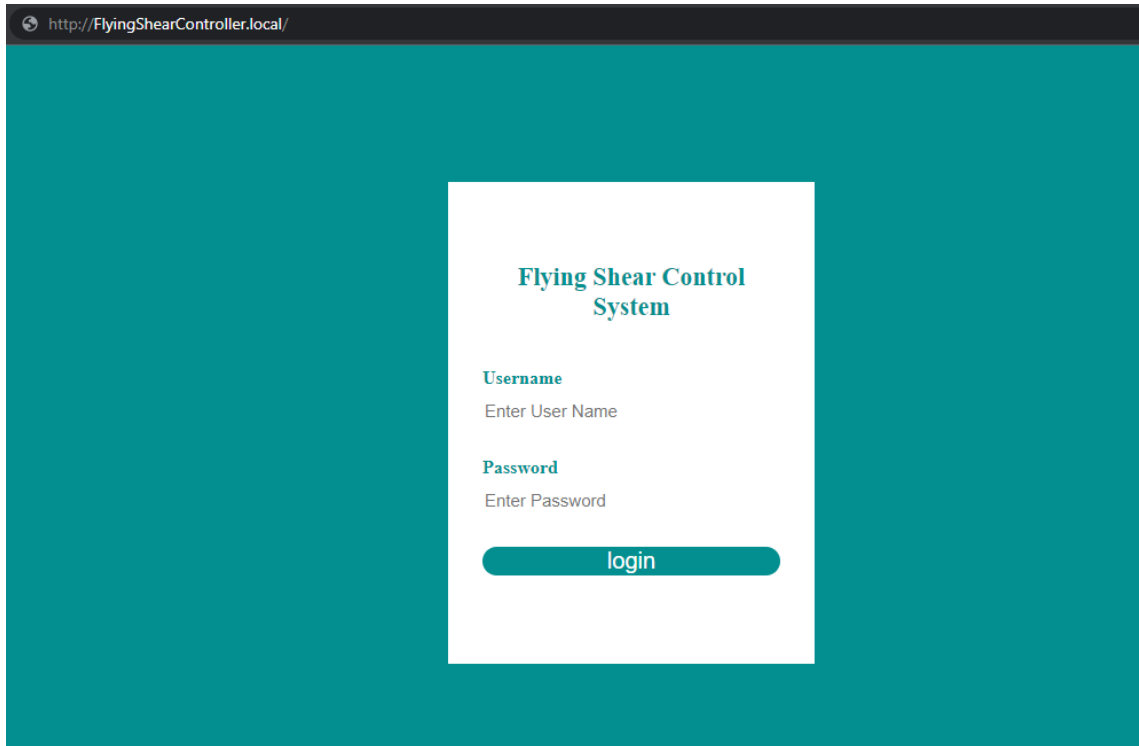 http://FlyingShearController.local/
Flying Shear Control
System
Username
Enter User Name
Password
Enter Password
login